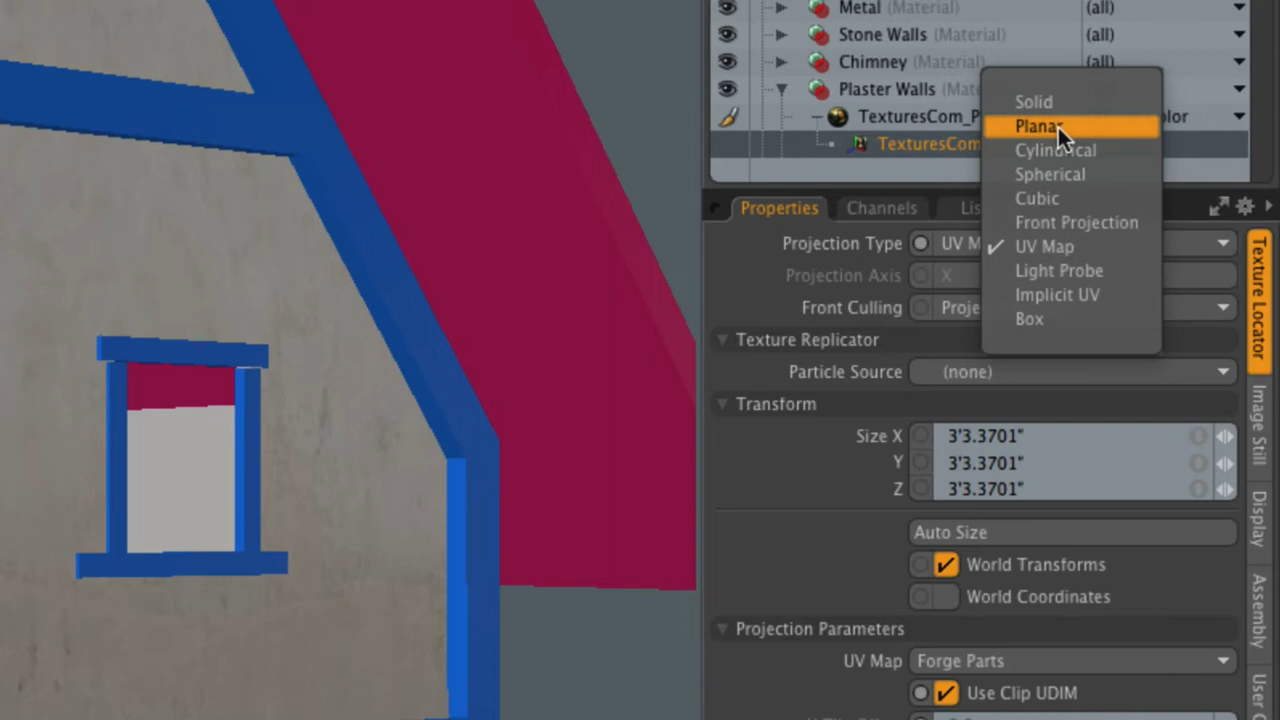 Metal (Material) (all)
Stone Walls (Material) (all)
Chimney (Material) (all)
Plaster Walls
TexturesCom_P
TexturesCom
Solid
Planar
Cylindrical
Spherical
Cubic
Front Projection
UV Map
Light Probe
Implicit UV
Box
Properties Channels Lis
Projection Type UV M
Projection Axis X
Front Culling Proje
Texture Replicator
Particle Source (none)
Transform
Size X 3'3.3701"
Y 3'3.3701"
Z 3'3.3701"
Auto Size
World Transforms
World Coordinates
Projection Parameters
UV Map Forge Parts
Use Clip UDIM
Texture Locator
Image Still
Display
Assembly
User